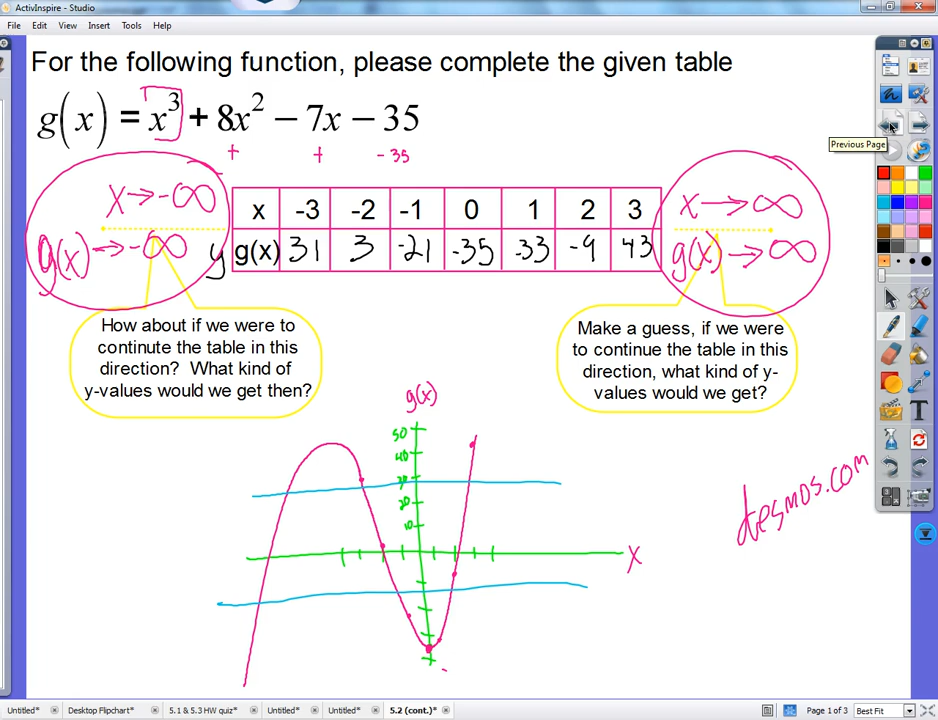 ActivInspire - Studio
File Edit View Insert Tools Help
For the following function, please complete the given table
g(x) = x³ + 8x² − 7x − 35
+ + -35
x→-∞
g(x)→-∞
x -3 -2 -1 0 1 2 3
y g(x) 31 3 -21 -35 -33 -9 43
x→∞
g(x)→∞
Previous Page
How about if we were to
continute the table in this
direction? What kind of
y-values would we get then?
Make a guess, if we were
to continue the table in this
direction, what kind of y-
values would we get?
g(x)
50
40
30
20
10
x
desmos.com
Untitled* Desktop Flipchart* 5.1 & 5.3 HW quiz* Untitled* Untitled* 5.2 (cont.)* Page 1 of 3 Best Fit